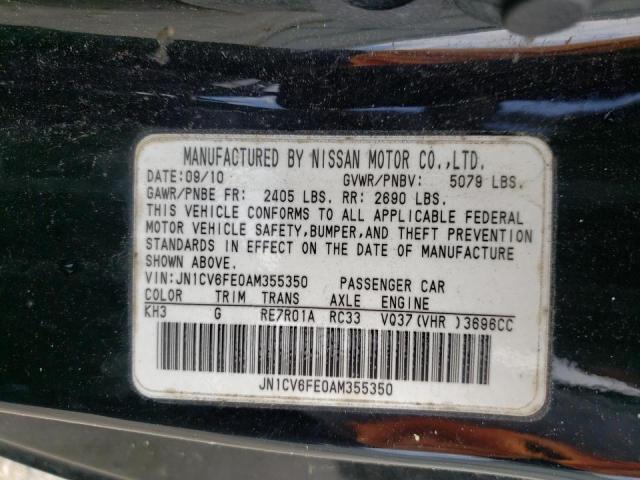 MANUFACTURED BY NISSAN MOTOR CO.,LTD.
DATE:09/10 GVWR/PNBV: 5079 LBS.
GAWR/PNBE FR: 2405 LBS. RR: 2690 LBS.
THIS VEHICLE CONFORMS TO ALL APPLICABLE FEDERAL
MOTOR VEHICLE SAFETY,BUMPER,AND THEFT PREVENTION
STANDARDS IN EFFECT ON THE DATE OF MANUFACTURE
SHOWN ABOVE.
VIN:JN1CV6FE0AM355350 PASSENGER CAR
COLOR TRIM TRANS AXLE ENGINE
KH3 G RE7R01A RC33 VQ37(VHR )3696CC
JN1CV6FE0AM355350